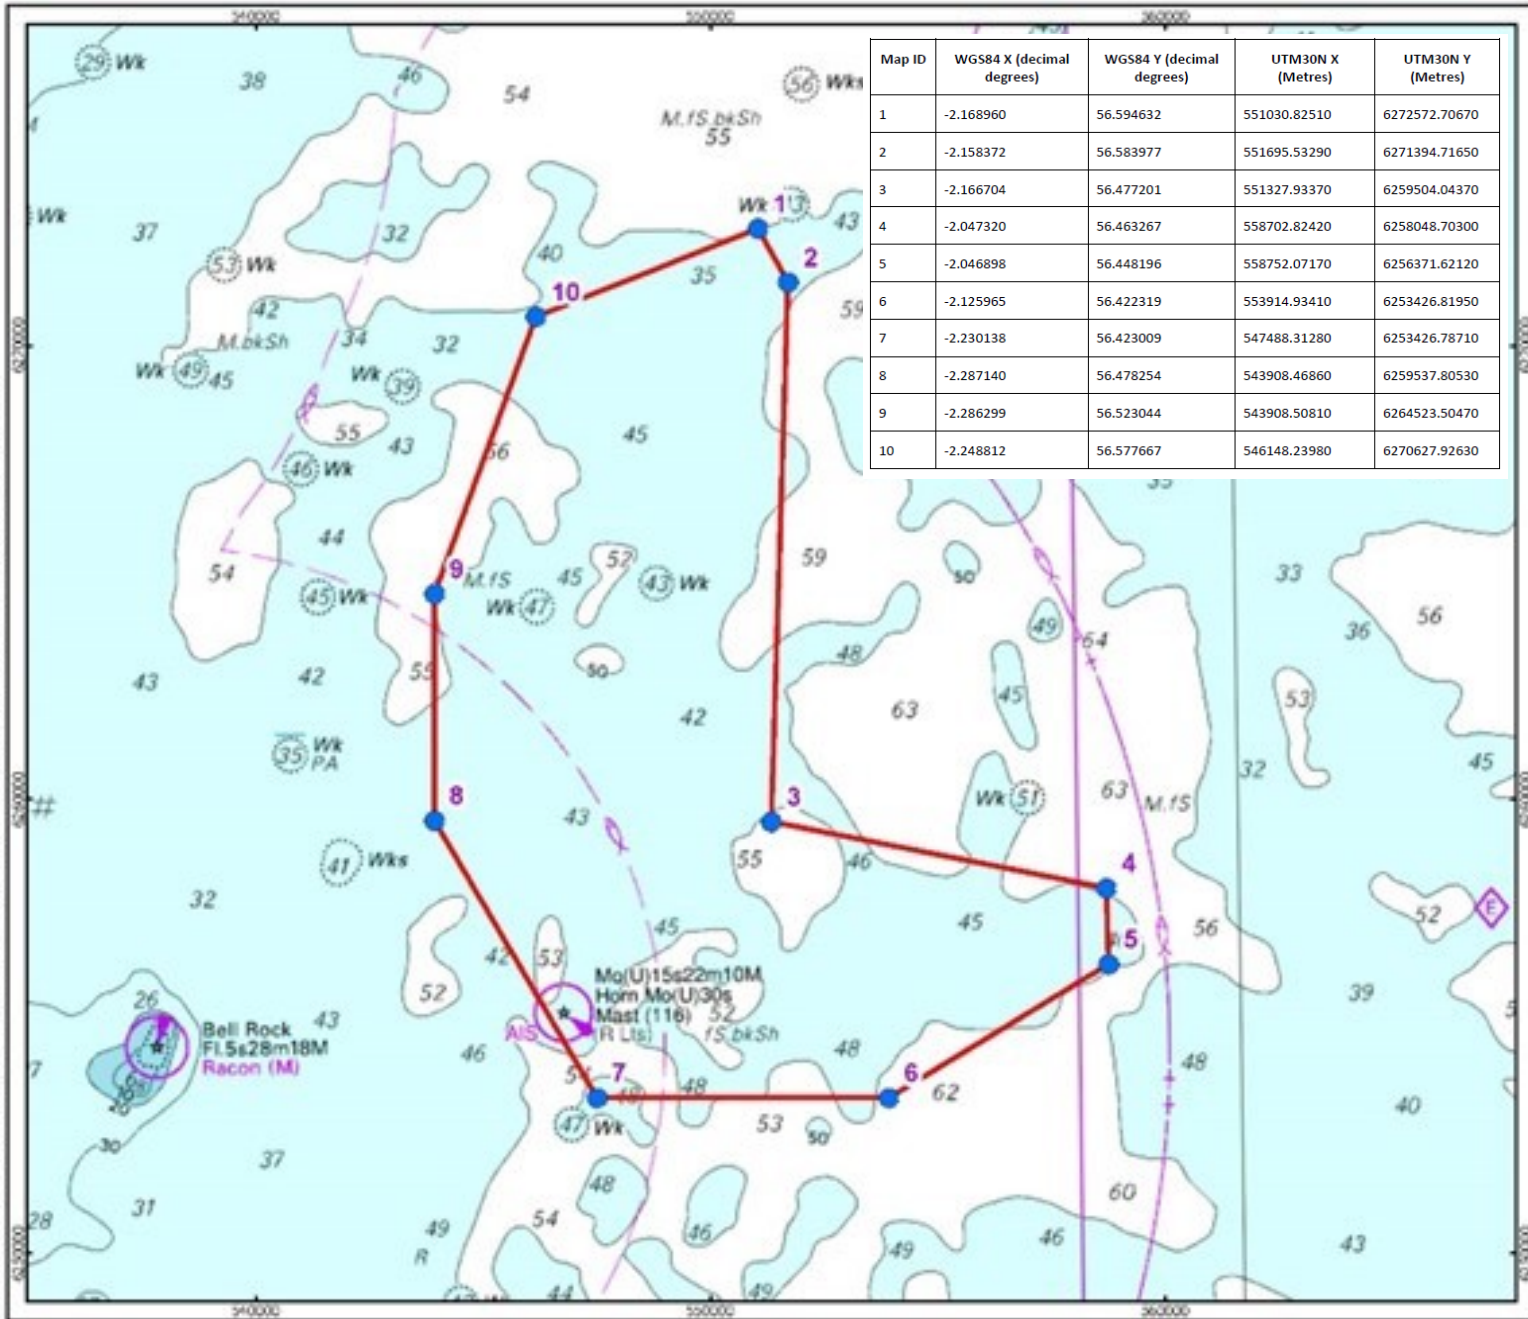 540000 550000 560000
29 Wk
38
46
54
56 Wks
M.fS.bkSh
55
Map ID WGS84 X (decimal degrees) WGS84 Y (decimal degrees) UTM30N X (Metres) UTM30N Y (Metres)
1 -2.168960 56.594632 551030.82510 6272572.70670
2 -2.158372 56.583977 551695.53290 6271394.71650
3 -2.166704 56.477201 551327.93370 6259504.04370
4 -2.047320 56.463267 558702.82420 6258048.70300
5 -2.046898 56.448196 558752.07170 6256371.62120
6 -2.125965 56.422319 553914.93410 6253426.81950
7 -2.230138 56.423009 547488.31280 6253426.78710
8 -2.287140 56.478254 543908.46860 6259537.80530
9 -2.286299 56.523044 543908.50810 6264523.50470
10 -2.248812 56.577667 546148.23980 6270627.92630
Wk
37
32
Wk
1
43
53 Wk
40
35
2
10
42
59
M.bkSh
34
32
6270000
Wk 49 45
Wk 39
55
43
45
56
46 Wk
35
44
54
9
M.fS
45
52
43 Wk
59
50
33
45 Wk
Wk 47
49
56
36
64
48
43
42
55
50
45
53
63
42
35 Wk
PA
32
45
6260000
8
43
3
Wk 51
63
M.fS
6260000
41 Wks
55
46
4
32
52
E
45
45
56
5
42
53
52
26
43
Mo(U)15s22m10M
Horn Mo(U)30s
Mast (116)
(R Lts)
52
fS.bkSh
39
Bell Rock
Fl.5s28m18M
Racon (M)
AIS
46
48
48
7
54
7
48
6
62
30
47 Wk
53
50
40
37
48
60
31
28
49
R
54
46
49
46
43
6250000
44
49
540000 550000 560000